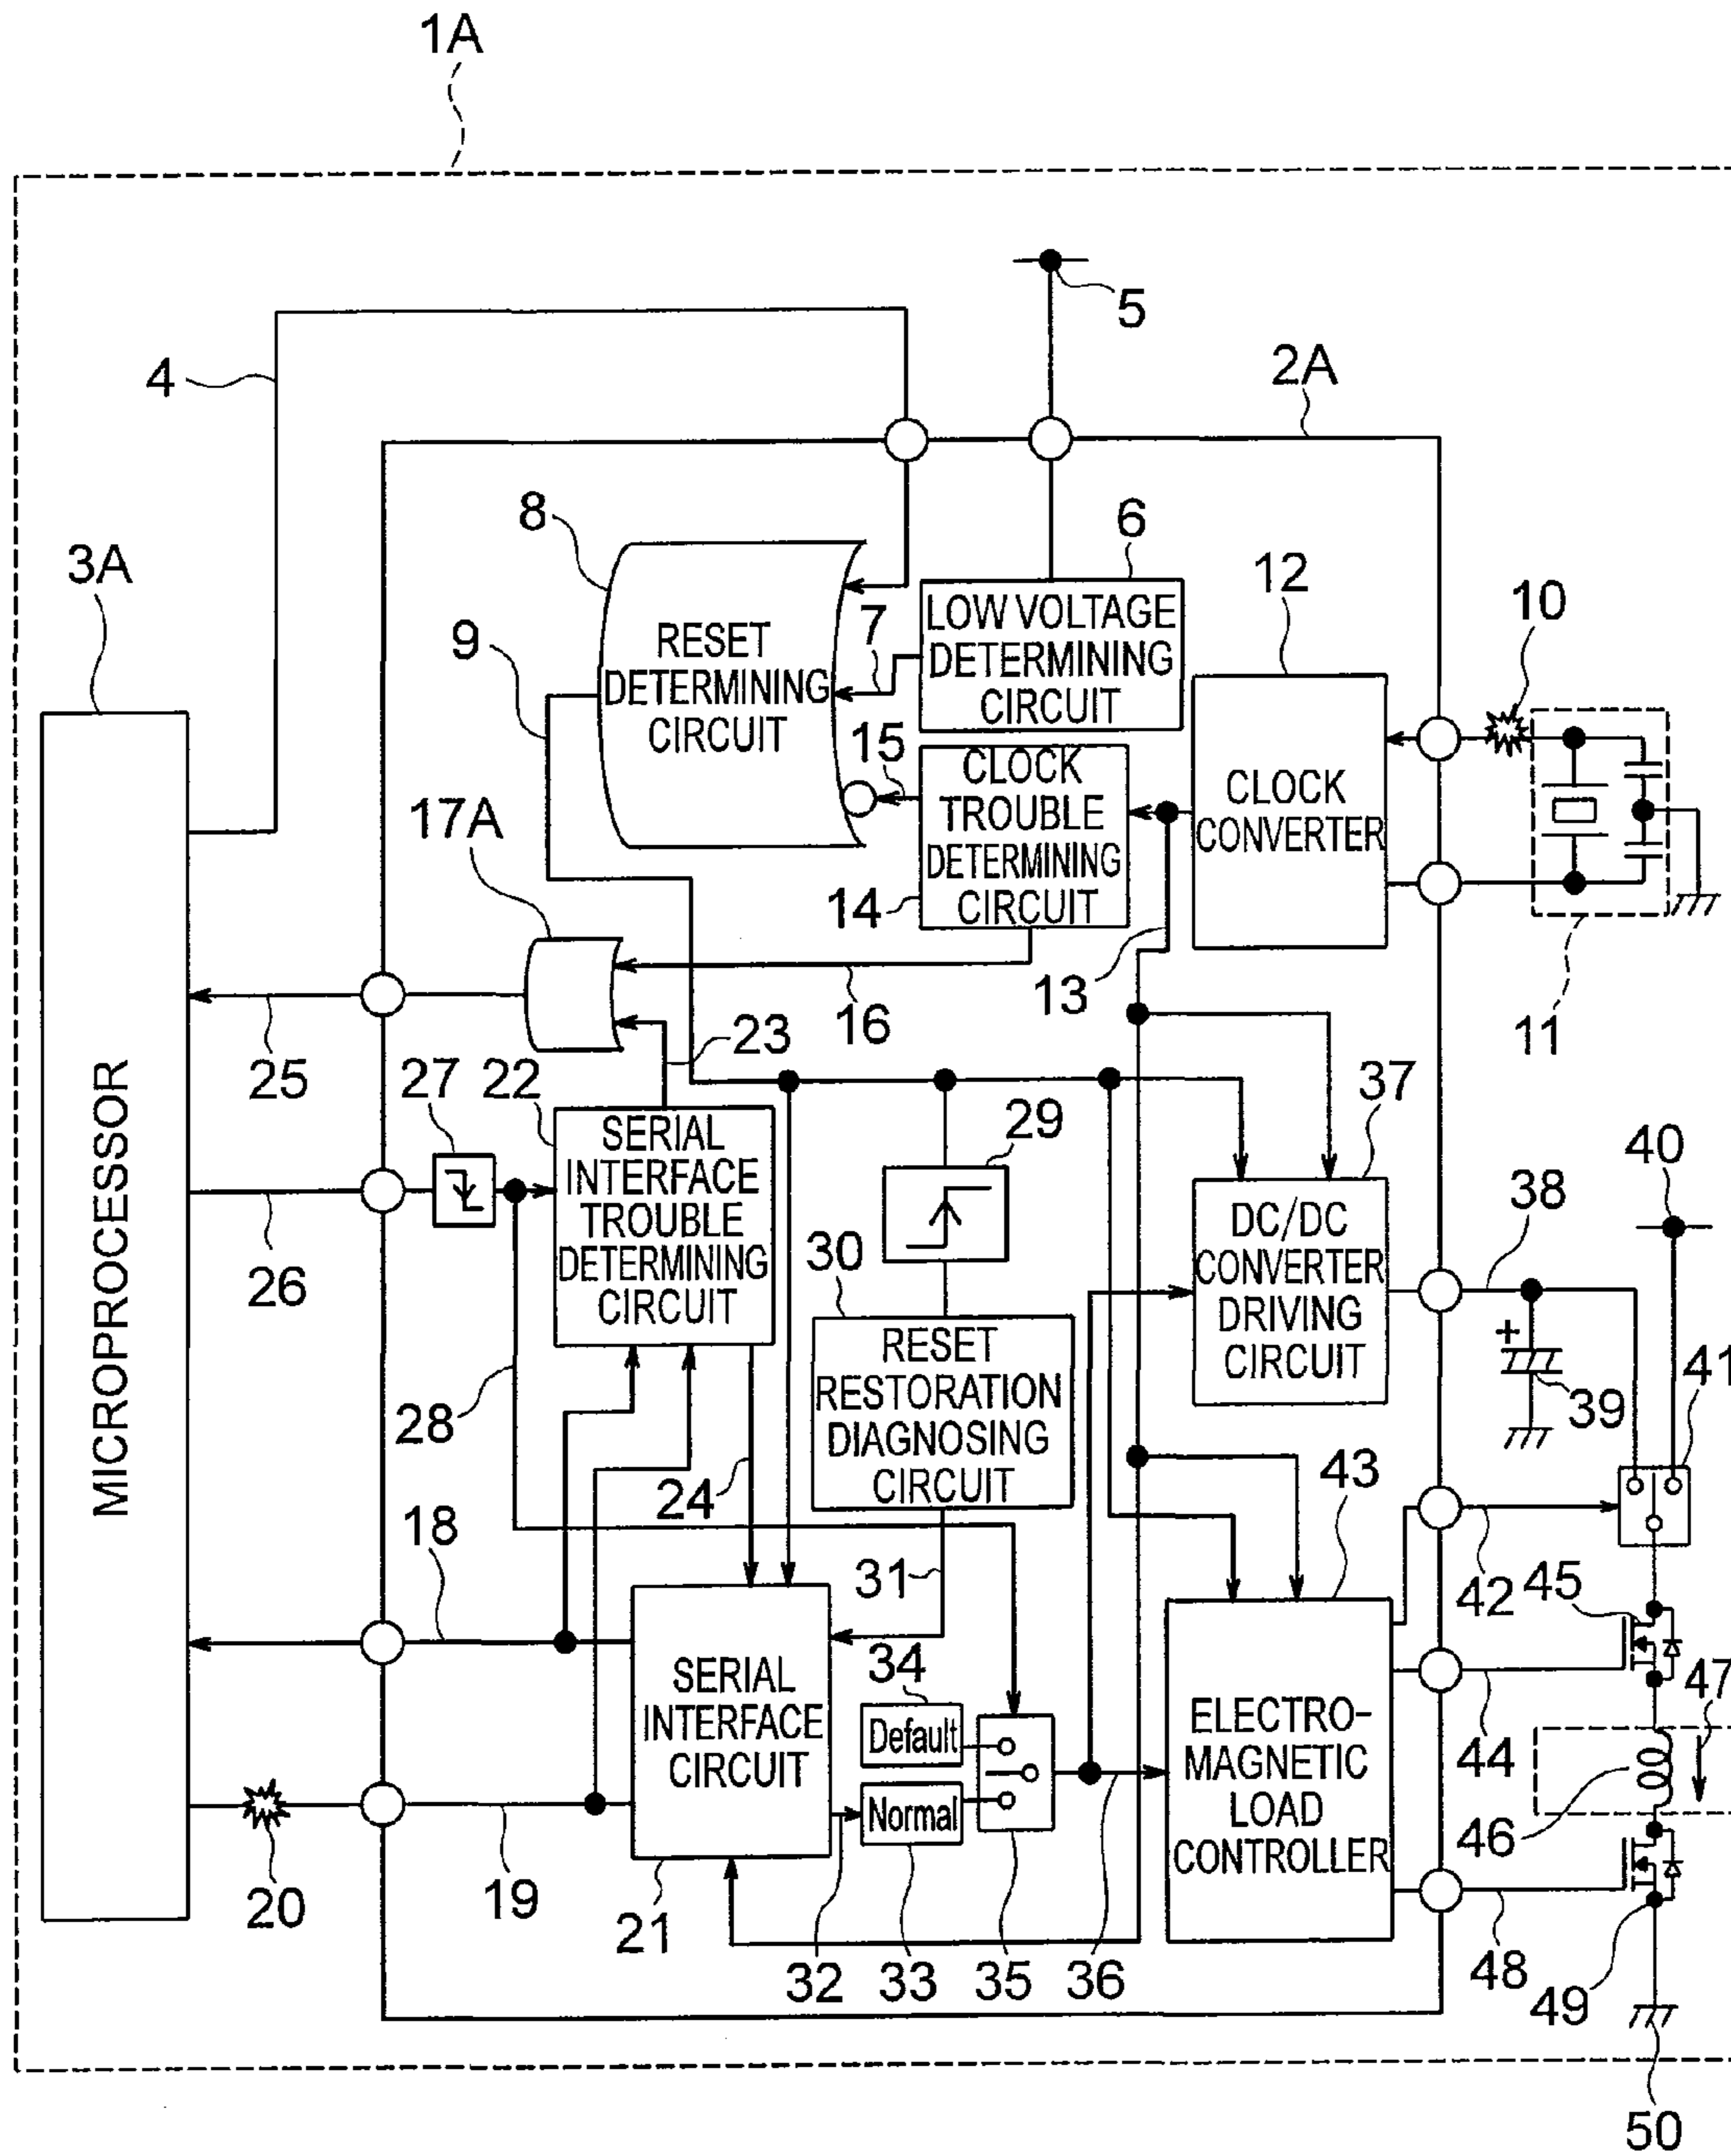 1A
5
4
2A
8
6
3A
12
10
LOW VOLTAGE
DETERMINING
CIRCUIT
7
9
RESET
DETERMINING
CIRCUIT
15
CLOCK
TROUBLE
DETERMINING
CIRCUIT
CLOCK
CONVERTER
17A
14
13
16
11
23
25
27
22
37
29
SERIAL
INTERFACE
TROUBLE
DETERMINING
CIRCUIT
40
38
26
30
DC/DC
CONVERTER
DRIVING
CIRCUIT
MICROPROCESSOR
RESET
RESTORATION
DIAGNOSING
CIRCUIT
+
41
39
28
24
43
18
31
42
45
34
SERIAL
INTERFACE
CIRCUIT
Default
47
44
ELECTRO-
MAGNETIC
LOAD
CONTROLLER
Normal
46
20
19
21
32
33
35
36
48
49
50